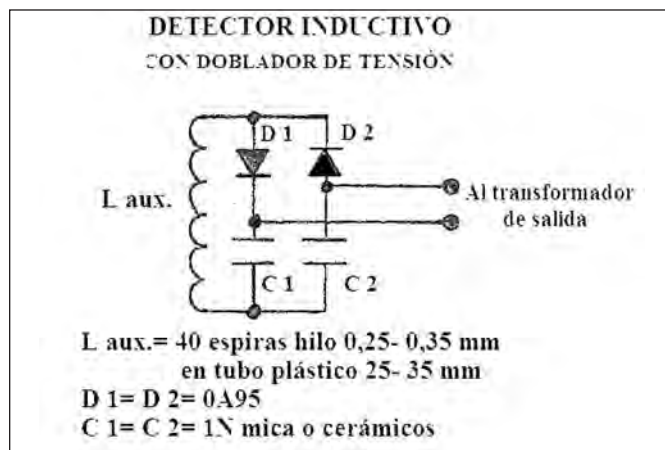 DETECTOR INDUCTIVO
CON DOBLADOR DE TENSIÓN
D 1
D 2
L aux.
Al transformador
de salida
C 1
C 2
L aux.= 40 espiras hilo 0,25- 0,35 mm
en tubo plástico 25- 35 mm
D 1= D 2= 0A95
C 1= C 2= 1N mica o cerámicos